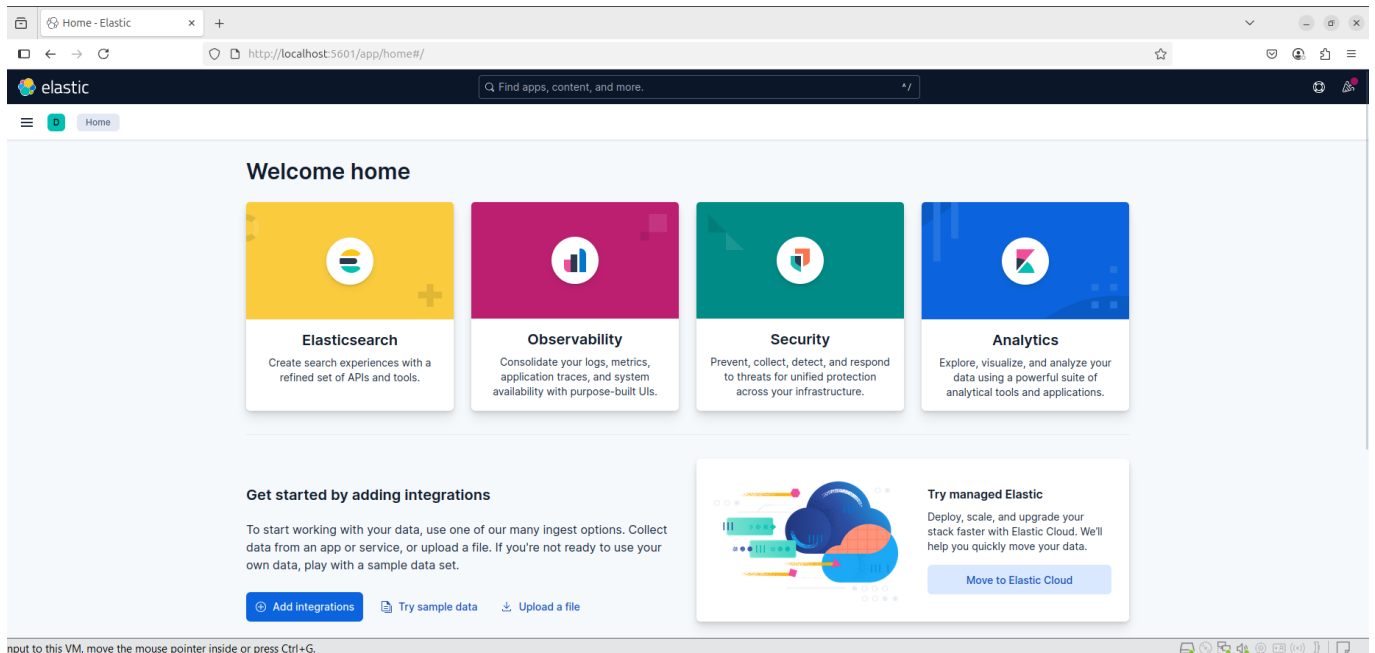 Home - Elastic
http://localhost:5601/app/home#/
elastic
Find apps, content, and more.
^/
D
Home
Welcome home
Elasticsearch
Create search experiences with a
refined set of APIs and tools.
Observability
Consolidate your logs, metrics,
application traces, and system
availability with purpose-built UIs.
Security
Prevent, collect, detect, and respond
to threats for unified protection
across your infrastructure.
Analytics
Explore, visualize, and analyze your
data using a powerful suite of
analytical tools and applications.
Get started by adding integrations
To start working with your data, use one of our many ingest options. Collect
data from an app or service, or upload a file. If you're not ready to use your
own data, play with a sample data set.
Add integrations
Try sample data
Upload a file
Try managed Elastic
Deploy, scale, and upgrade your
stack faster with Elastic Cloud. We'll
help you quickly move your data.
Move to Elastic Cloud
nput to this VM, move the mouse pointer inside or press Ctrl+G.